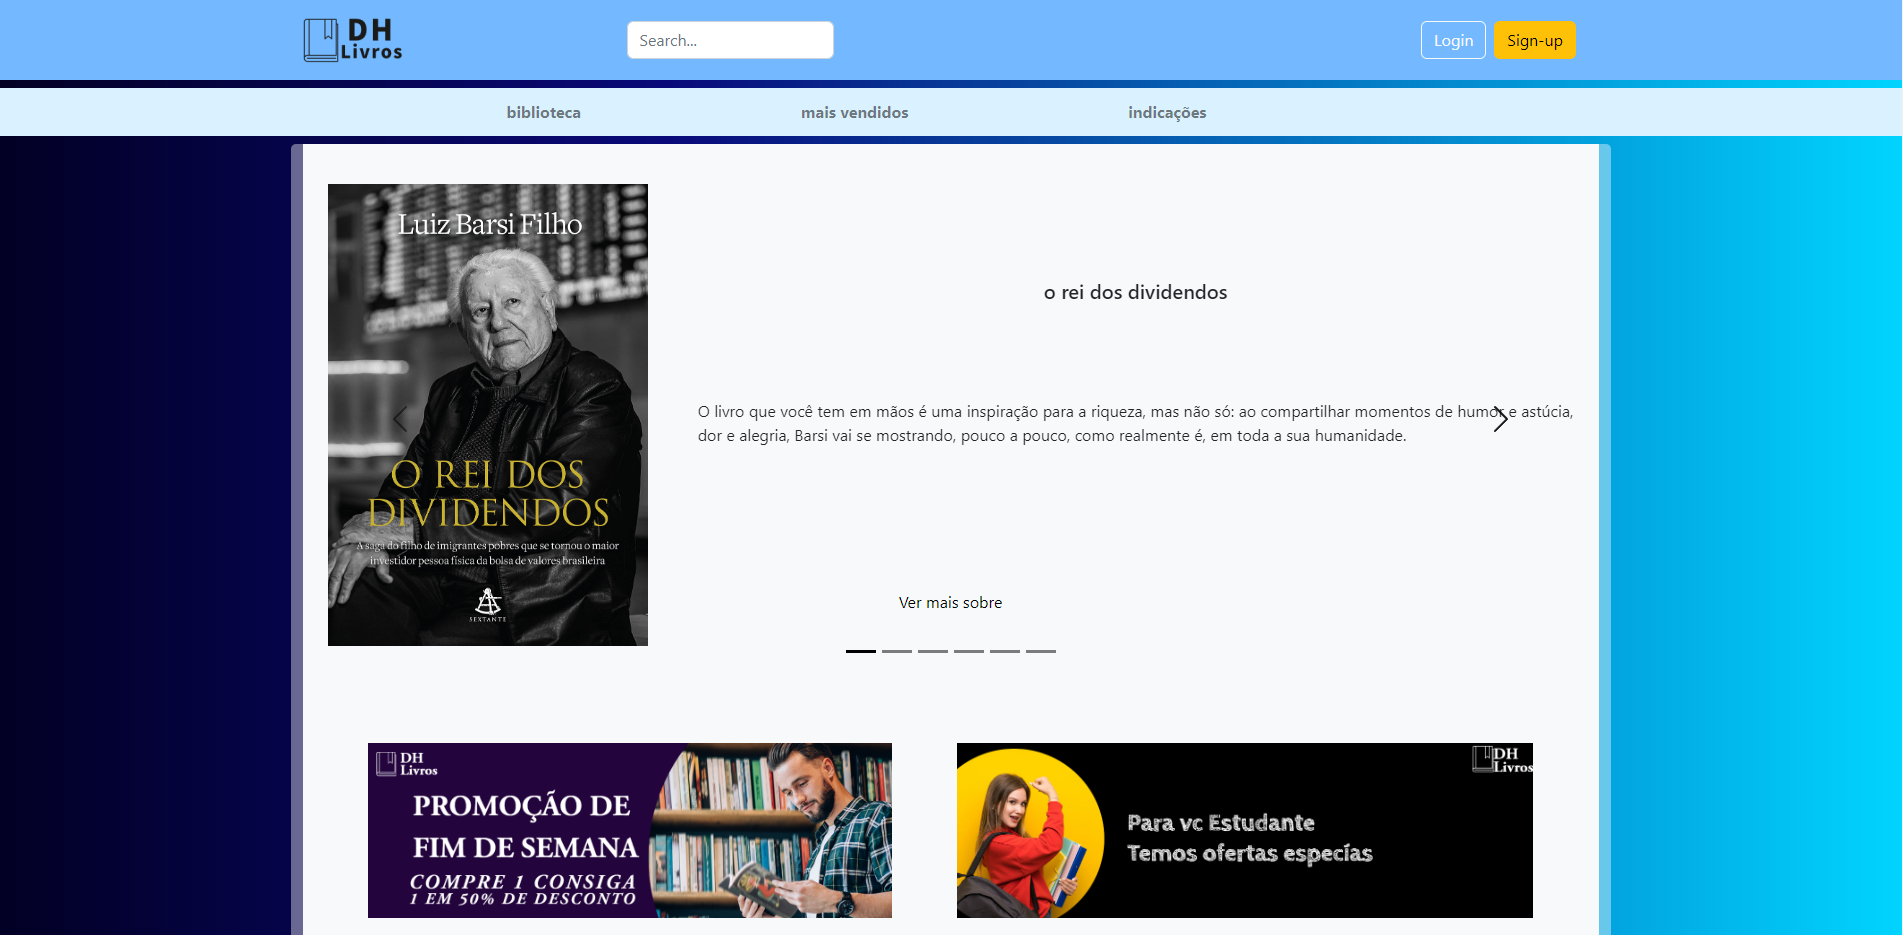 DH
Livros
Search...
Login
Sign-up
biblioteca
mais vendidos
indicações
Luiz Barsi Filho
O REI DOS
DIVIDENDOS
A saga do filho de imigrantes pobres que se tornou o maior
investidor pessoa física da bolsa de valores brasileira
SEXTANTE
o rei dos dividendos
O livro que você tem em mãos é uma inspiração para a riqueza, mas não só: ao compartilhar momentos de humor e astúcia,
dor e alegria, Barsi vai se mostrando, pouco a pouco, como realmente é, em toda a sua humanidade.
Ver mais sobre
DH
Livros
PROMOÇÃO DE
FIM DE SEMANA
COMPRE 1 CONSIGA
1 EM 50% DE DESCONTO
DH
Livros
Para vc Estudante
Temos ofertas especías